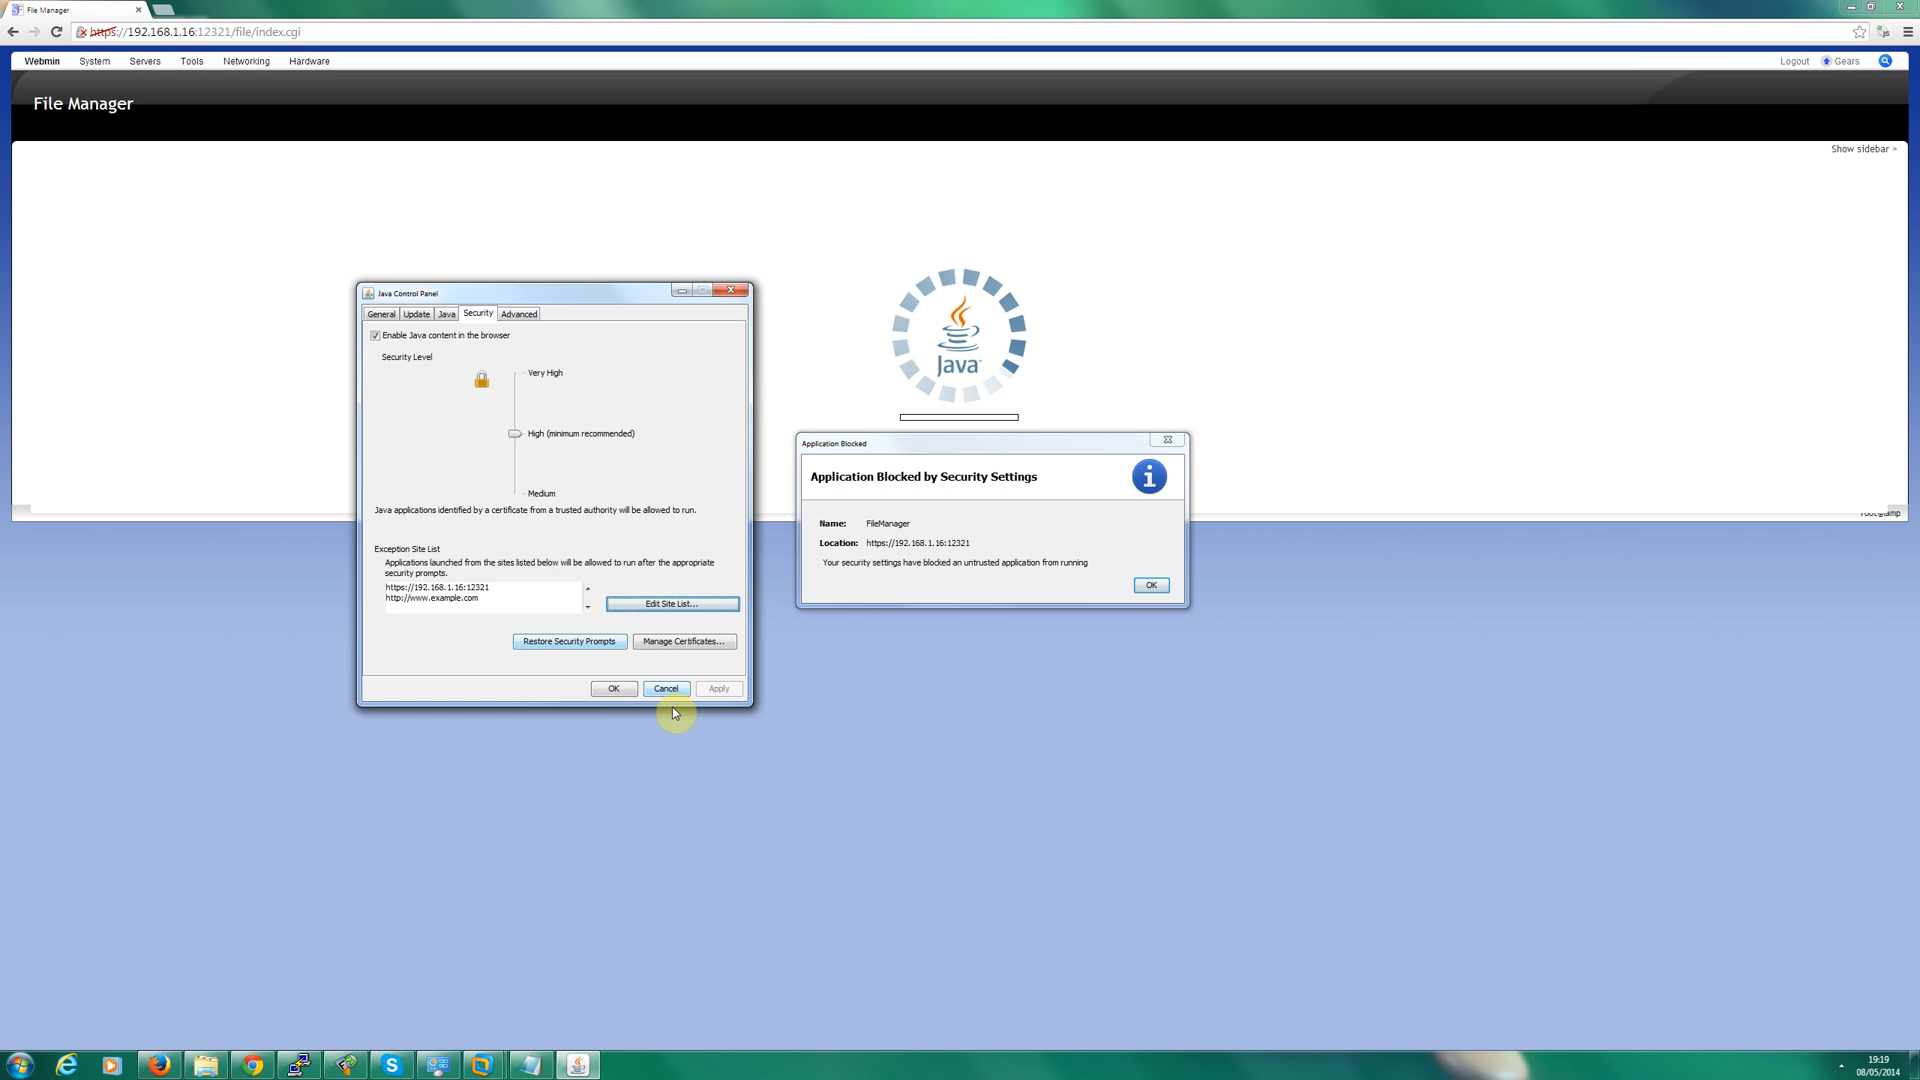 File Manager
https://192.168.1.16:12321/file/index.cgi
Webmin System Servers Tools Networking Hardware
Logout Gears
File Manager
Show sidebar »
Java
Java Control Panel
General Update Java Security Advanced
Enable Java content in the browser
Security Level
Very High
High (minimum recommended)
Medium
Java applications identified by a certificate from a trusted authority will be allowed to run.
Exception Site List
Applications launched from the sites listed below will be allowed to run after the appropriate
security prompts.
https://192.168.1.16:12321
http://www.example.com
Edit Site List...
Restore Security Prompts Manage Certificates...
OK Cancel Apply
Application Blocked
Application Blocked by Security Settings
Name: FileManager
Location: https://192.168.1.16:12321
Your security settings have blocked an untrusted application from running
OK
19:19
08/05/2014